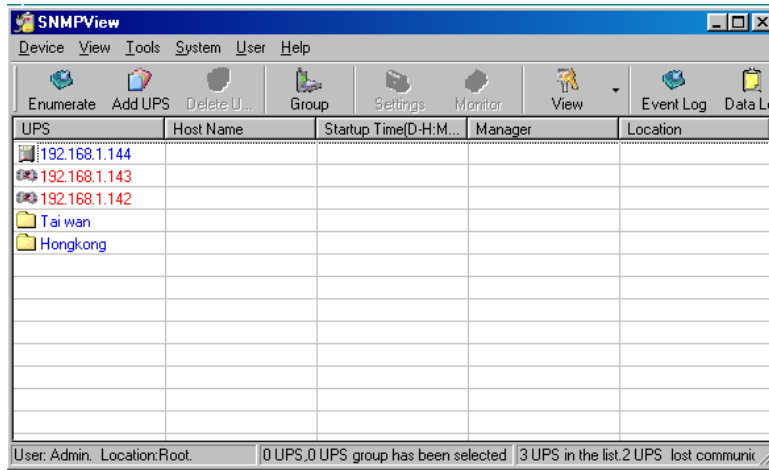 SNMPView
Device View Tools System User Help
Enumerate Add UPS Delete U... Group Settings Monitor View Event Log Data L
UPS Host Name Startup Time(D-H:M... Manager Location
192.168.1.144
192.168.1.143
192.168.1.142
Tai wan
Hongkong
User: Admin. Location:Root. 0 UPS,0 UPS group has been selected 3 UPS in the list.2 UPS lost communic